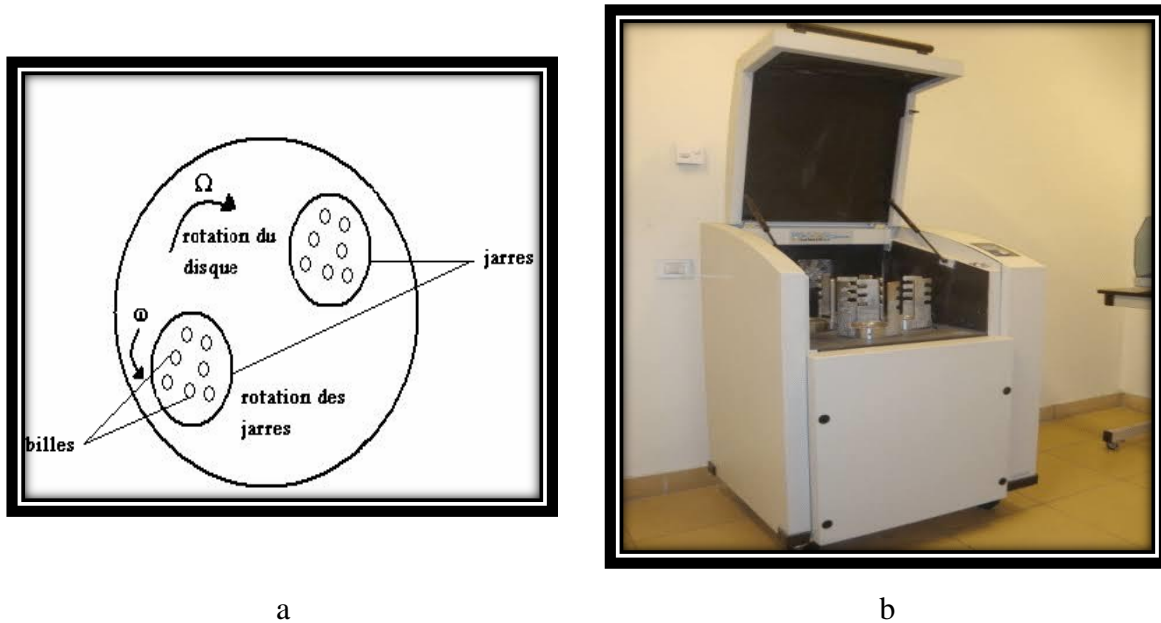 Ω
rotation du
disque
jarres
ω
rotation des
jarres
billes
a
b